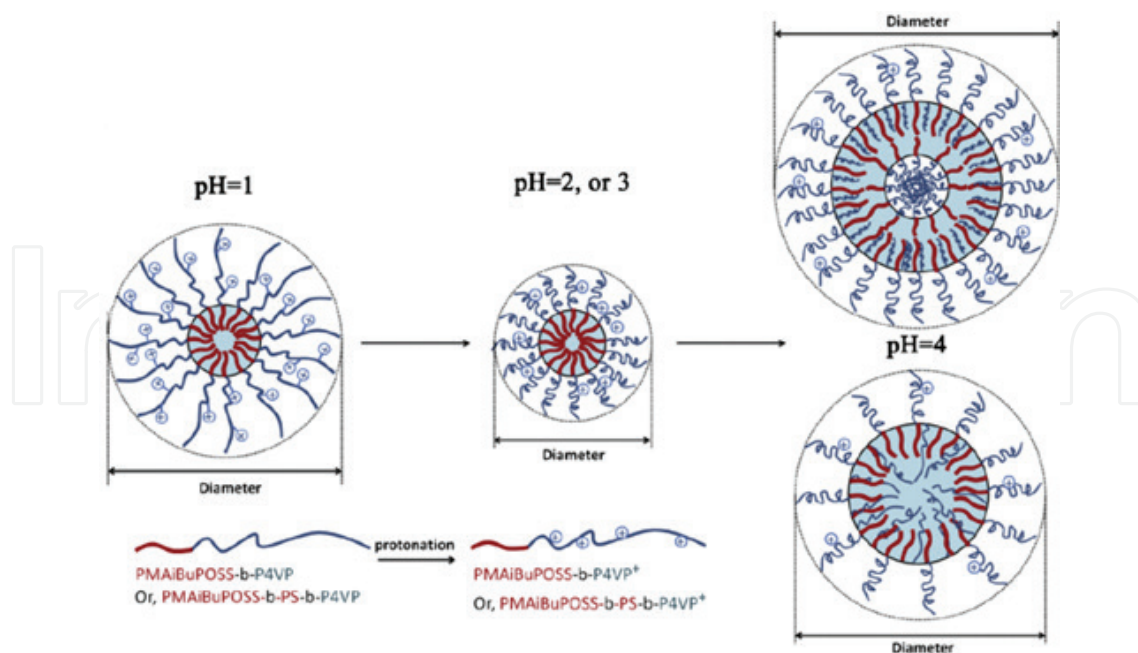 Diameter
pH=1
pH=2, or 3
pH=4
Diameter
Diameter
Diameter
protonation
PMAiBuPOSS-b-P4VP
Or, PMAiBuPOSS-b-PS-b-P4VP
PMAiBuPOSS-b-P4VP⁺
Or, PMAiBuPOSS-b-PS-b-P4VP⁺